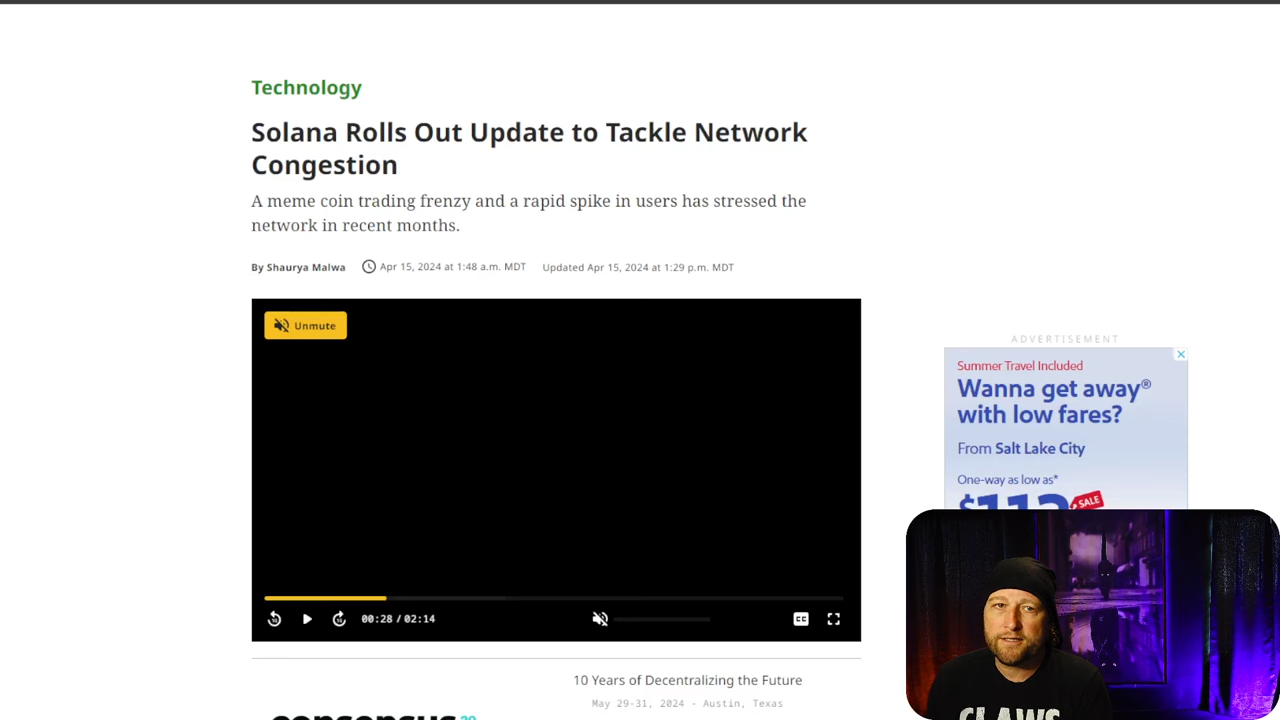 Technology
Solana Rolls Out Update to Tackle Network
Congestion
A meme coin trading frenzy and a rapid spike in users has stressed the
network in recent months.
By Shaurya Malwa Apr 15, 2024 at 1:48 a.m. MDT Updated Apr 15, 2024 at 1:29 p.m. MDT
Unmute
00:28 / 02:14
CC
ADVERTISEMENT
Summer Travel Included
Wanna get away®
with low fares?
From Salt Lake City
One-way as low as*
$113
SALE
10 Years of Decentralizing the Future
May 29-31, 2024 - Austin, Texas
consensus
CLAWS